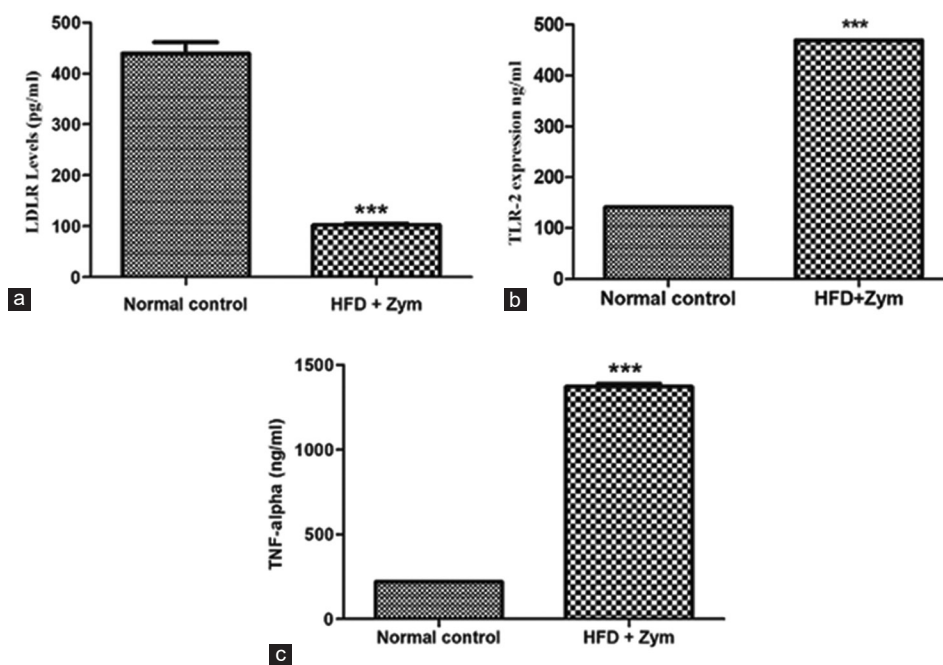 500
400
300
200
100
0
LDLR Levels (pg/ml)
***
Normal control
HFD + Zym
a
500
400
300
200
100
0
TLR-2 expression ng/ml
***
Normal control
HFD+Zym
b
1500
1000
500
0
TNF-alpha (ng/ml)
***
Normal control
HFD + Zym
c